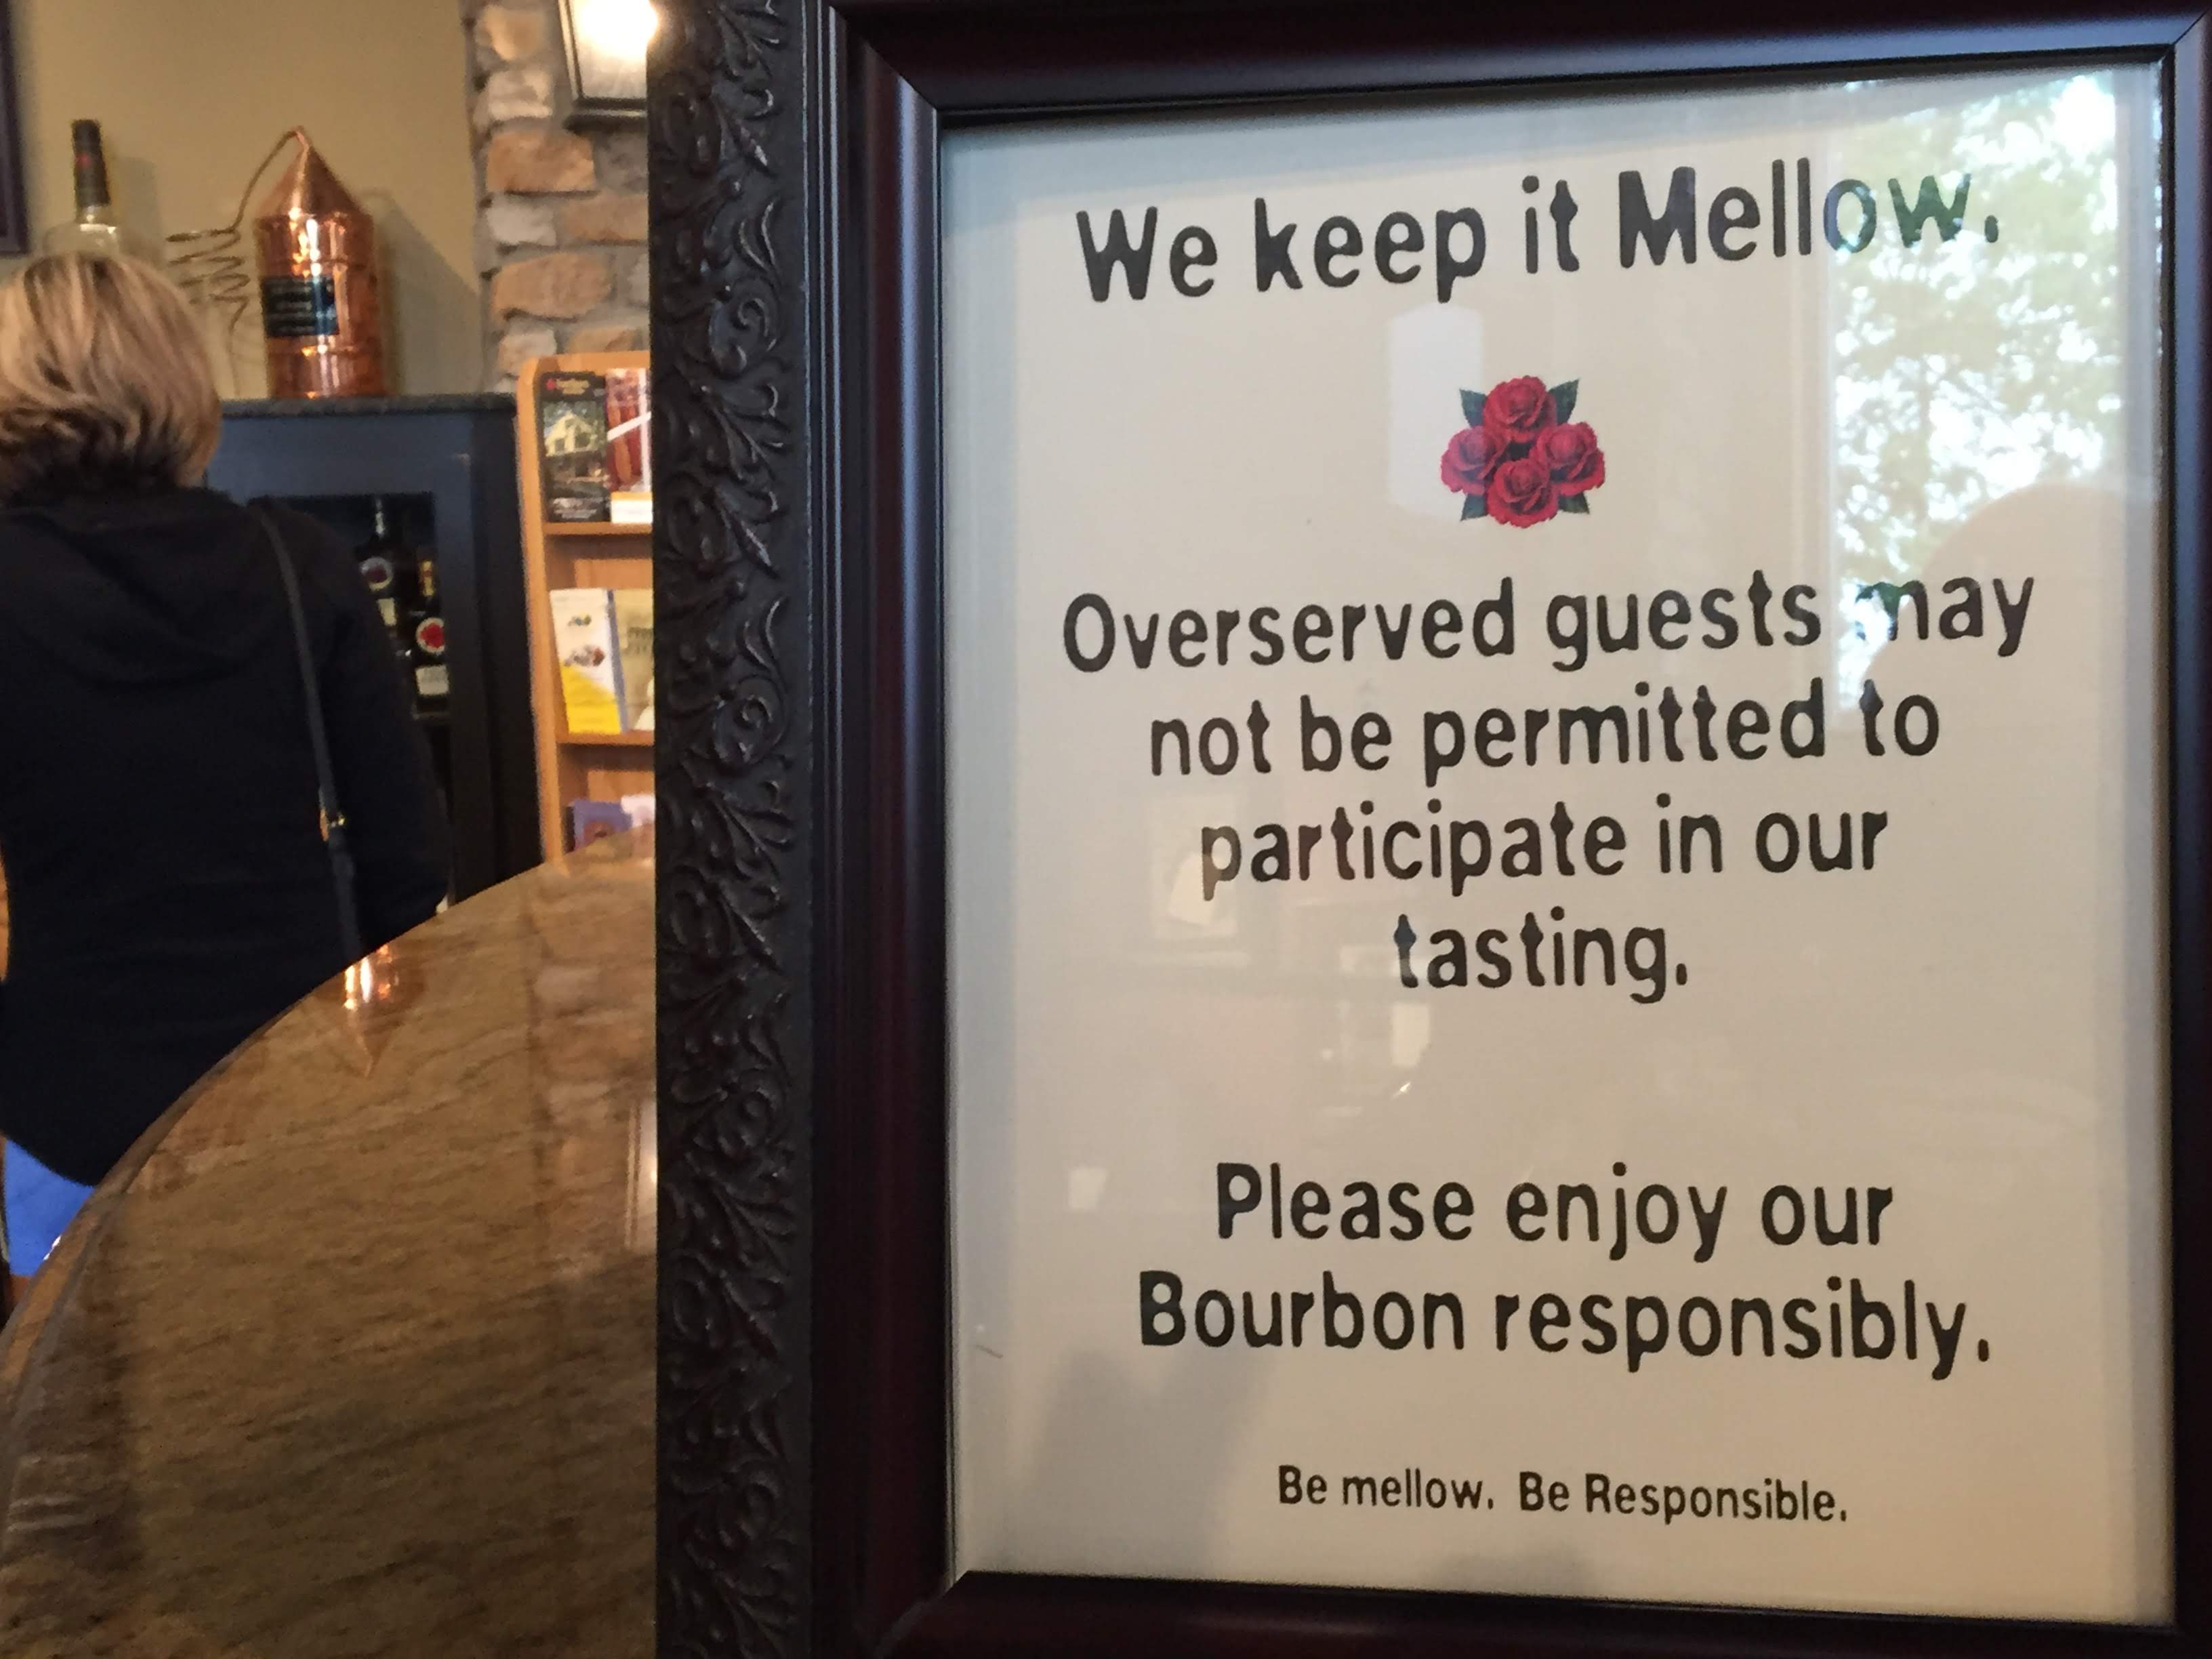 We keep it Mellow.
Overserved guests may
not be permitted to
participate in our
tasting.
Please enjoy our
Bourbon responsibly.
Be mellow. Be Responsible.